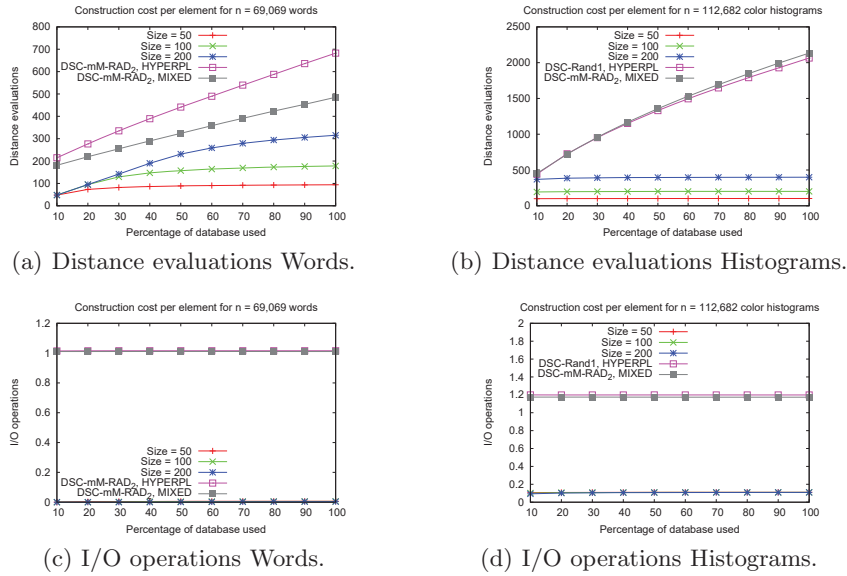 Construction cost per element for n = 69,069 Words
Distance evaluations
800
700
600
500
400
300
200
100
0
Size = 50
Size = 100
Size = 200
DSC-mM-RAD₂, HYPERPL
DSC-mM-RAD₂, MIXED
10 20 30 40 50 60 70 80 90 100
Percentage of database used
(a) Distance evaluations Words.
Construction cost per element for n = 112,682 color histograms
Distance evaluations
2500
2000
1500
1000
500
0
Size = 50
Size = 100
Size = 200
DSC-Rand1, HYPERPL
DSC-mM-RAD₂, MIXED
10 20 30 40 50 60 70 80 90 100
Percentage of database used
(b) Distance evaluations Histograms.
Construction cost per element for n = 69,069 words
I/O operations
1.2
1
0.8
0.6
0.4
0.2
0
Size = 50
Size = 100
Size = 200
DSC-mM-RAD₂, HYPERPL
DSC-mM-RAD₂, MIXED
10 20 30 40 50 60 70 80 90 100
Percentage of database used
(c) I/O operations Words.
Construction cost per element for n = 112,682 color histograms
I/O operations
2
1.8
1.6
1.4
1.2
1
0.8
0.6
0.4
0.2
0
Size = 50
Size = 100
Size = 200
DSC-Rand1, HYPERPL
DSC-mM-RAD₂, MIXED
10 20 30 40 50 60 70 80 90 100
Percentage of database used
(d) I/O operations Histograms.